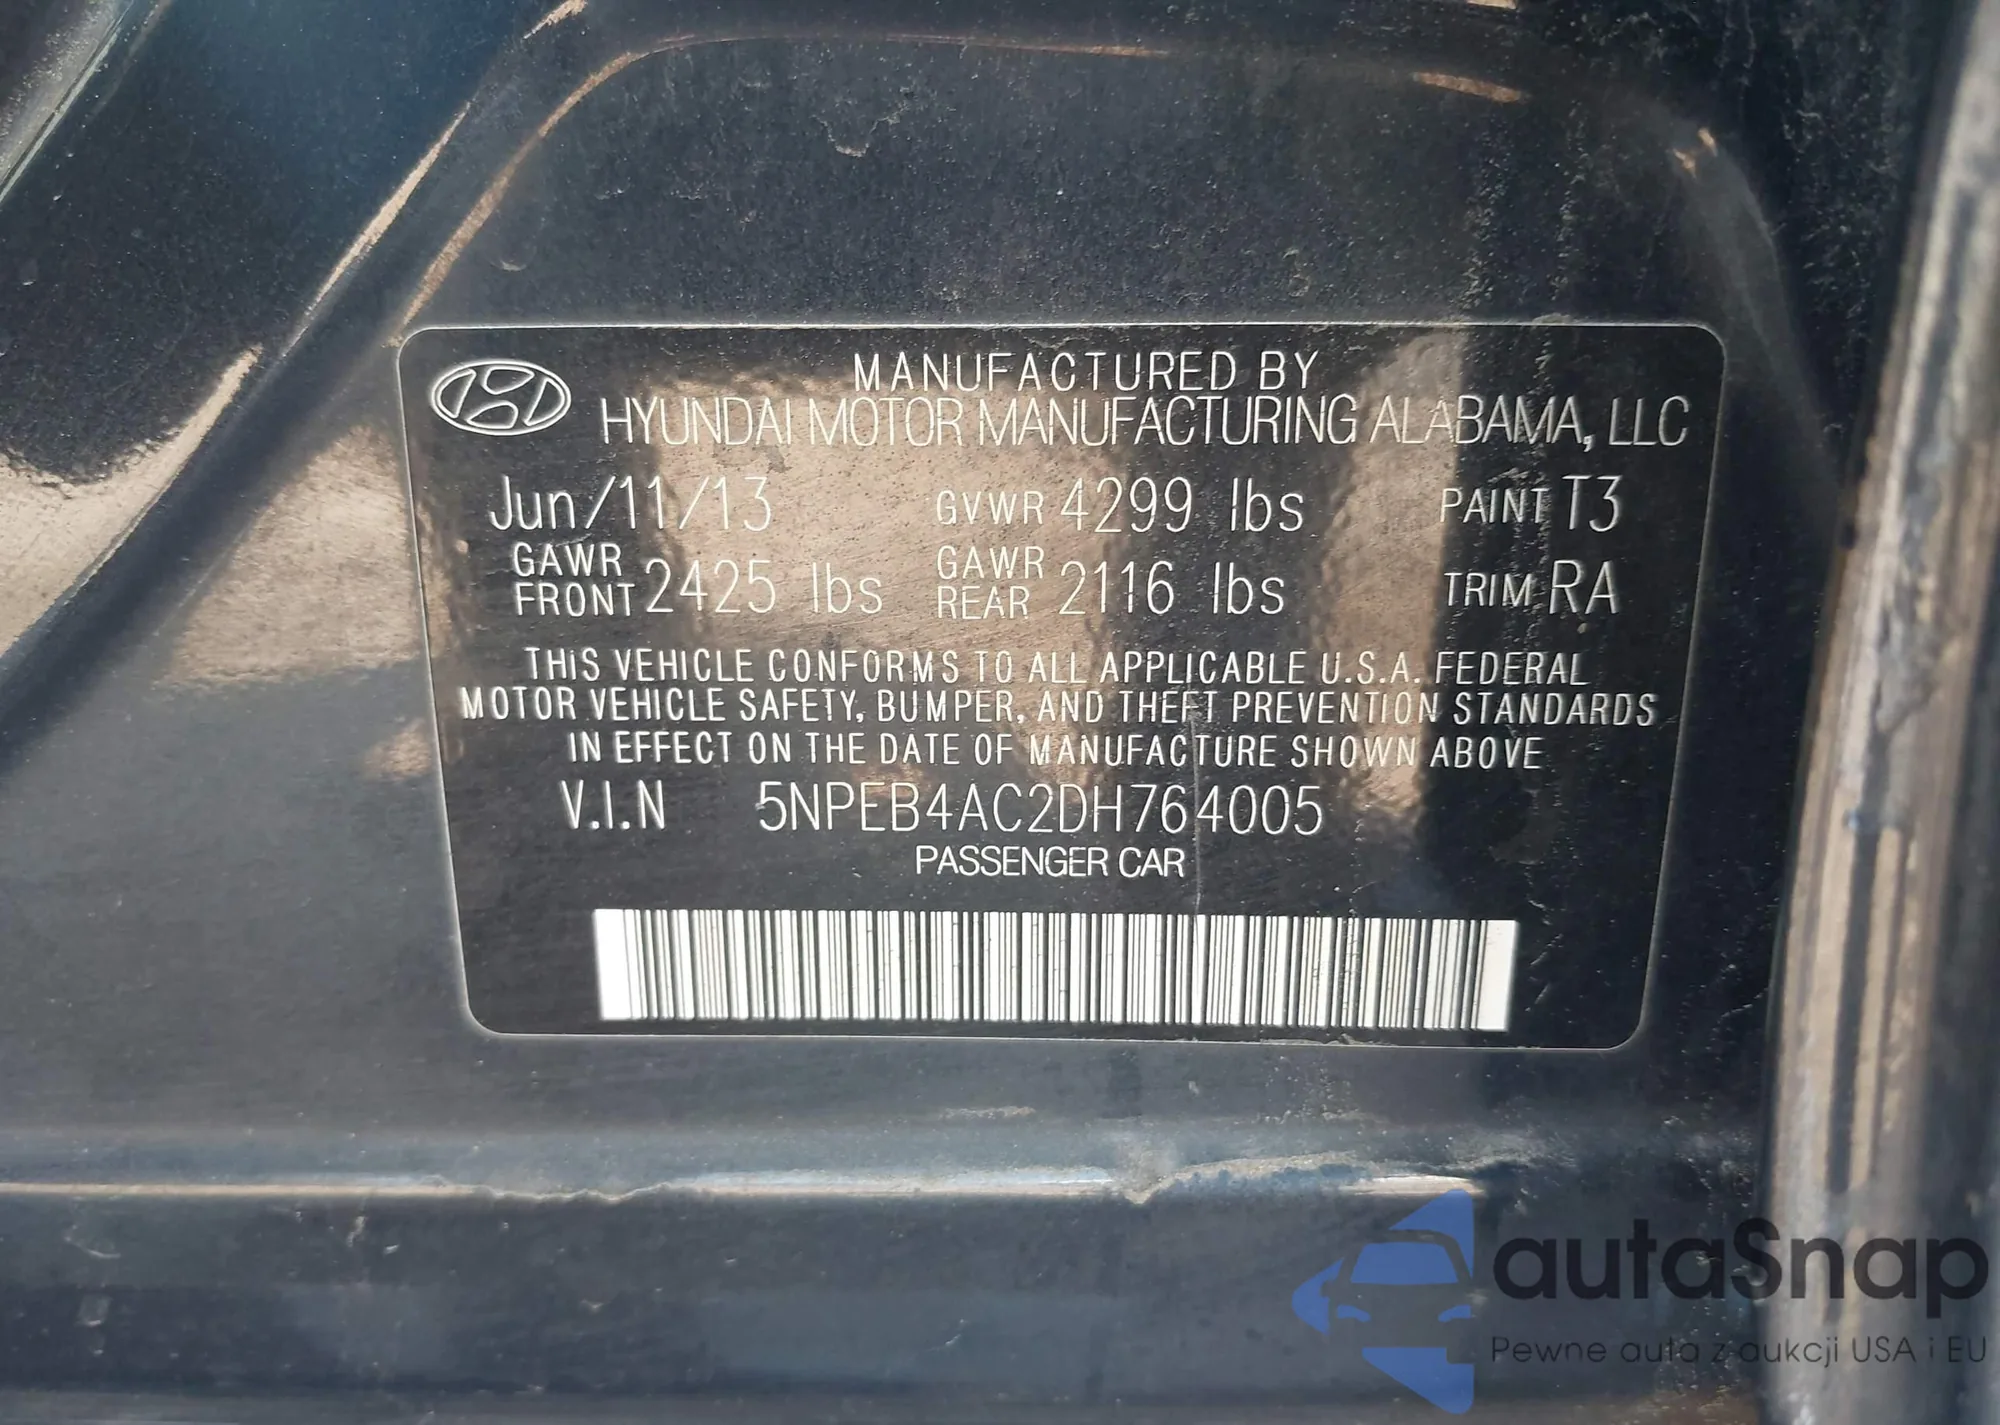 MANUFACTURED BY
HYUNDAI MOTOR MANUFACTURING ALABAMA, LLC
Jun/11/13 GVWR 4299 lbs PAINT T3
GAWR FRONT 2425 lbs GAWR REAR 2116 lbs TRIM RA
THIS VEHICLE CONFORMS TO ALL APPLICABLE U.S.A. FEDERAL
MOTOR VEHICLE SAFETY, BUMPER, AND THEFT PREVENTION STANDARDS
IN EFFECT ON THE DATE OF MANUFACTURE SHOWN ABOVE
V.I.N 5NPEB4AC2DH764005
PASSENGER CAR
autaSnap
Pewne auta z aukcji USA i EU